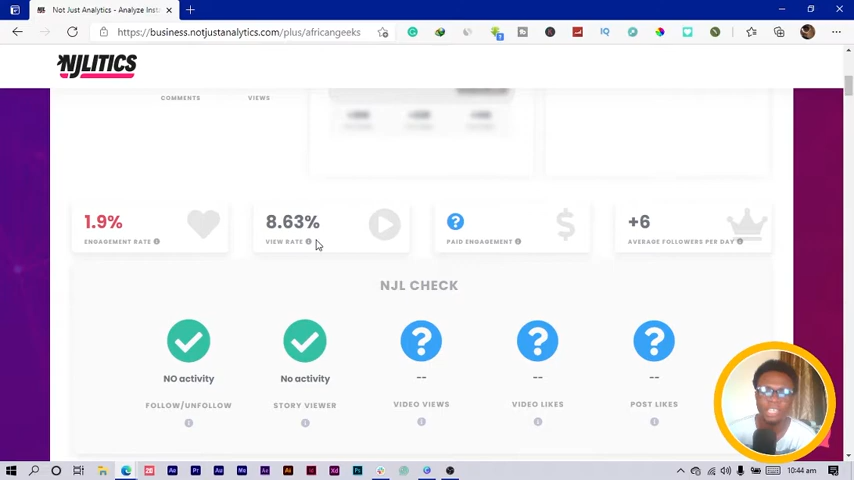 Not Just Analytics - Analyze Inst
https://business.notjustanalytics.com/plus/africangeeks
NJLITICS
COMMENTS VIEWS
1.9%
ENGAGEMENT RATE
8.63%
VIEW RATE
?
PAID ENGAGEMENT
$
+6
AVERAGE FOLLOWERS PER DAY
NJL CHECK
NO activity
FOLLOW/UNFOLLOW
No activity
STORY VIEWER
?
--
VIDEO VIEWS
?
--
VIDEO LIKES
?
--
POST LIKES
10:44 am